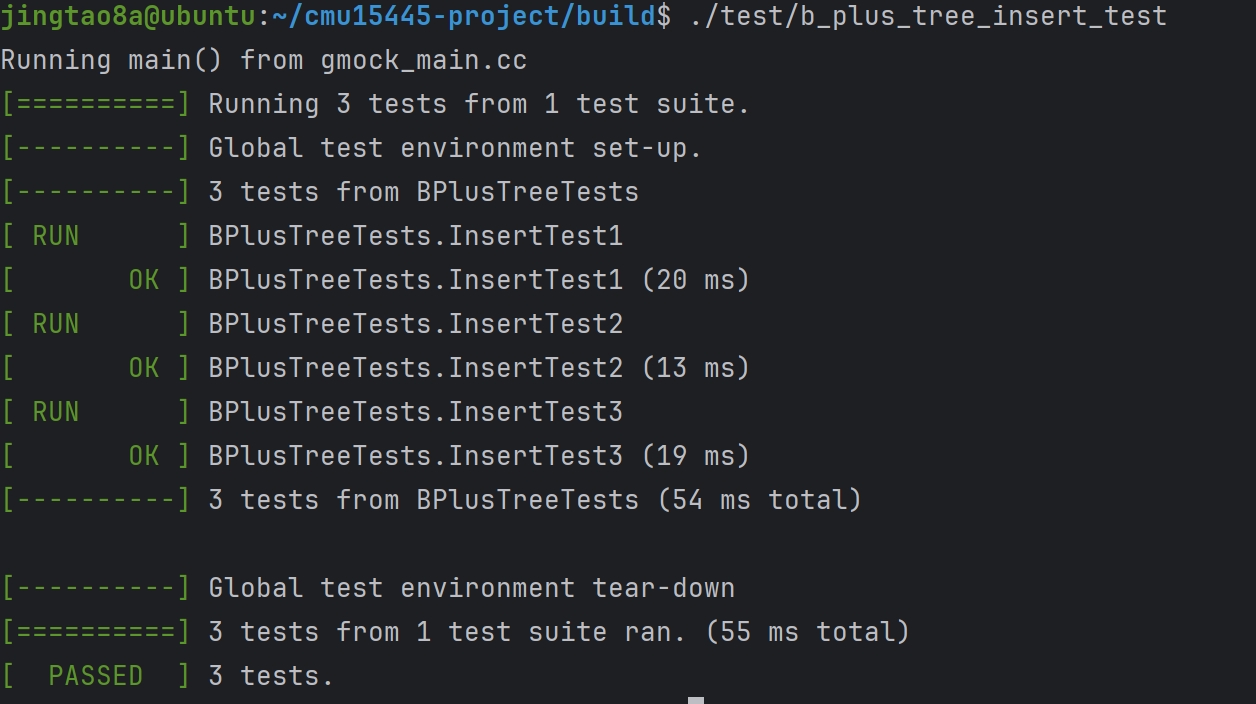 jingtao8a@ubuntu:~/cmu15445-project/build$ ./test/b_plus_tree_insert_test
Running main() from gmock_main.cc
[==========] Running 3 tests from 1 test suite.
[----------] Global test environment set-up.
[----------] 3 tests from BPlusTreeTests
[ RUN      ] BPlusTreeTests.InsertTest1
[       OK ] BPlusTreeTests.InsertTest1 (20 ms)
[ RUN      ] BPlusTreeTests.InsertTest2
[       OK ] BPlusTreeTests.InsertTest2 (13 ms)
[ RUN      ] BPlusTreeTests.InsertTest3
[       OK ] BPlusTreeTests.InsertTest3 (19 ms)
[----------] 3 tests from BPlusTreeTests (54 ms total)
[----------] Global test environment tear-down
[==========] 3 tests from 1 test suite ran. (55 ms total)
[  PASSED  ] 3 tests.